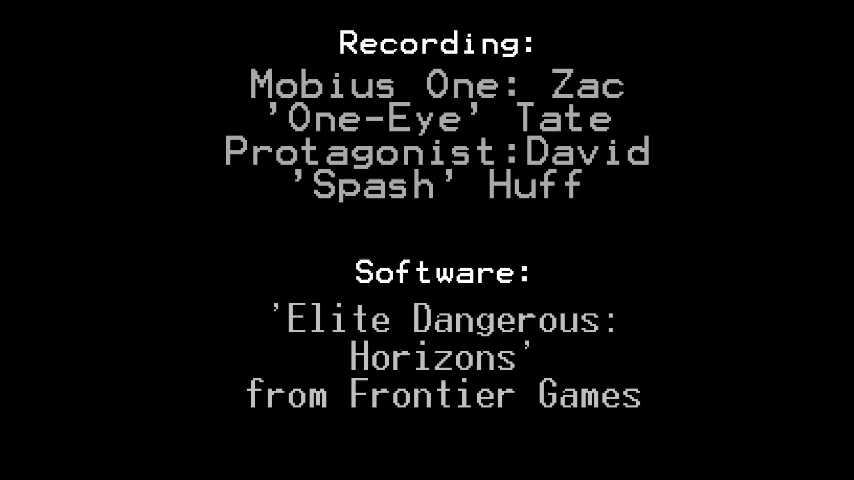 Recording:
Mobius One: Zac
'One-Eye' Tate
Protagonist:David
'Spash' Huff
Software:
'Elite Dangerous:
Horizons'
from Frontier Games